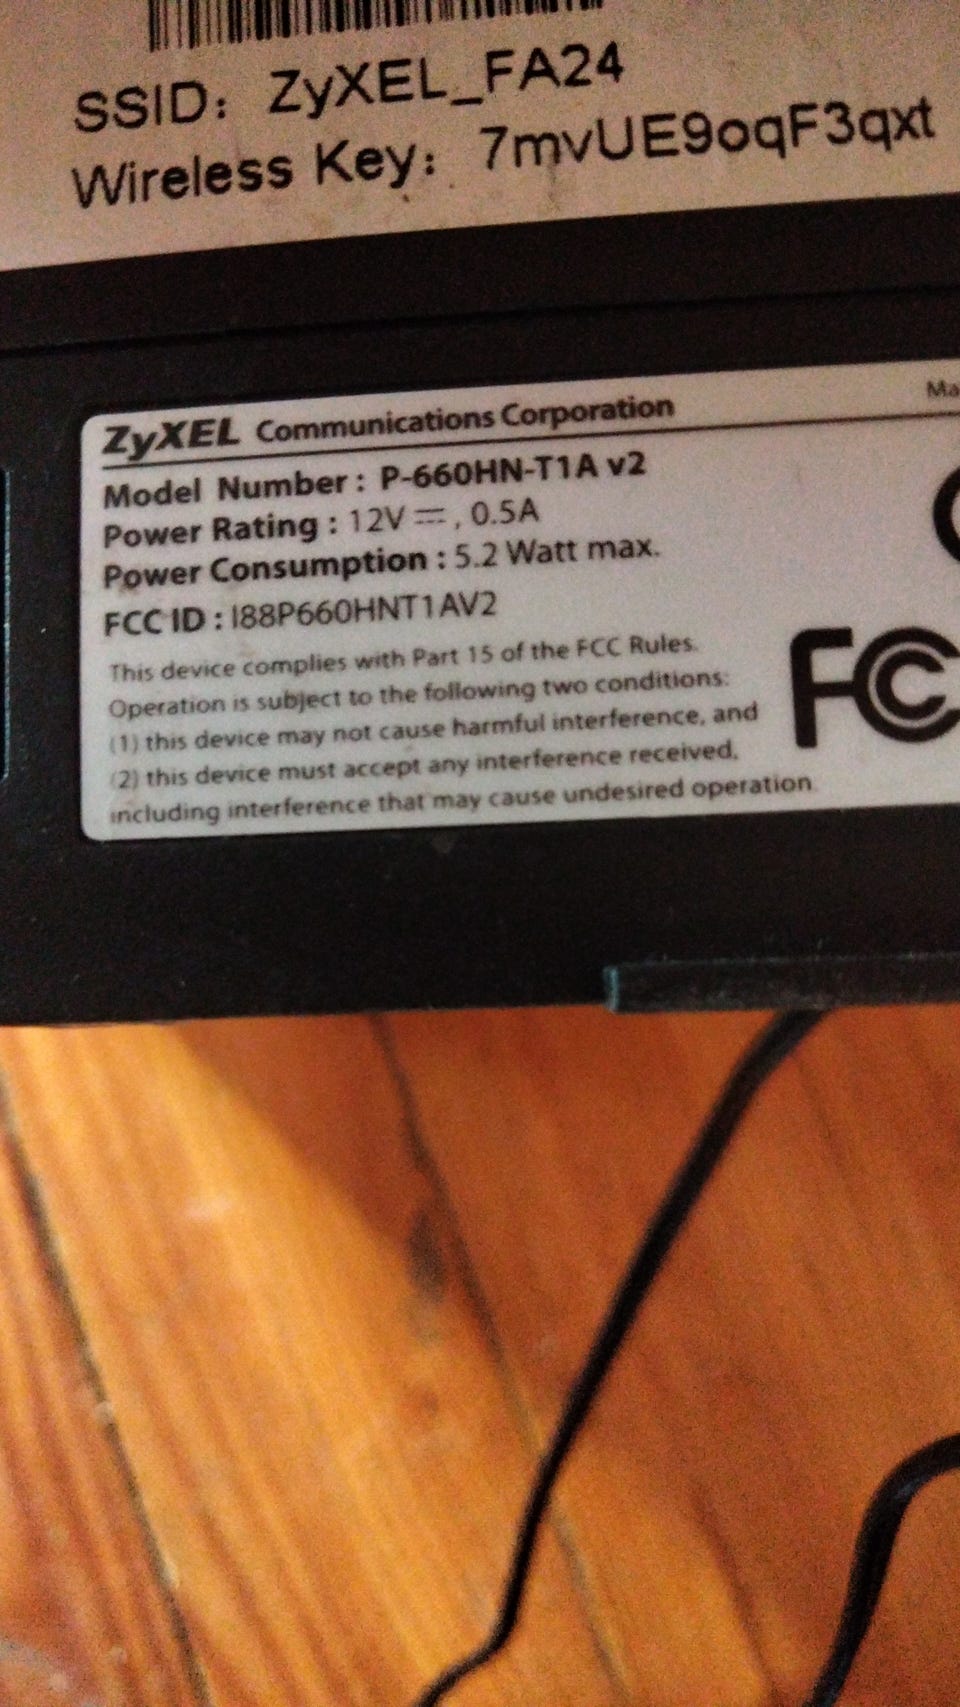 SSID: ZyXEL_FA24
Wireless Key: 7mvUE9oqF3qxt
ZyXEL Communications Corporation
Model Number : P-660HN-T1A v2
Power Rating : 12V ⎓ , 0.5A
Power Consumption : 5.2 Watt max.
FCC ID : I88P660HNT1AV2
This device complies with Part 15 of the FCC Rules.
Operation is subject to the following two conditions:
(1) this device may not cause harmful interference, and
(2) this device must accept any interference received,
including interference that may cause undesired operation.
FC